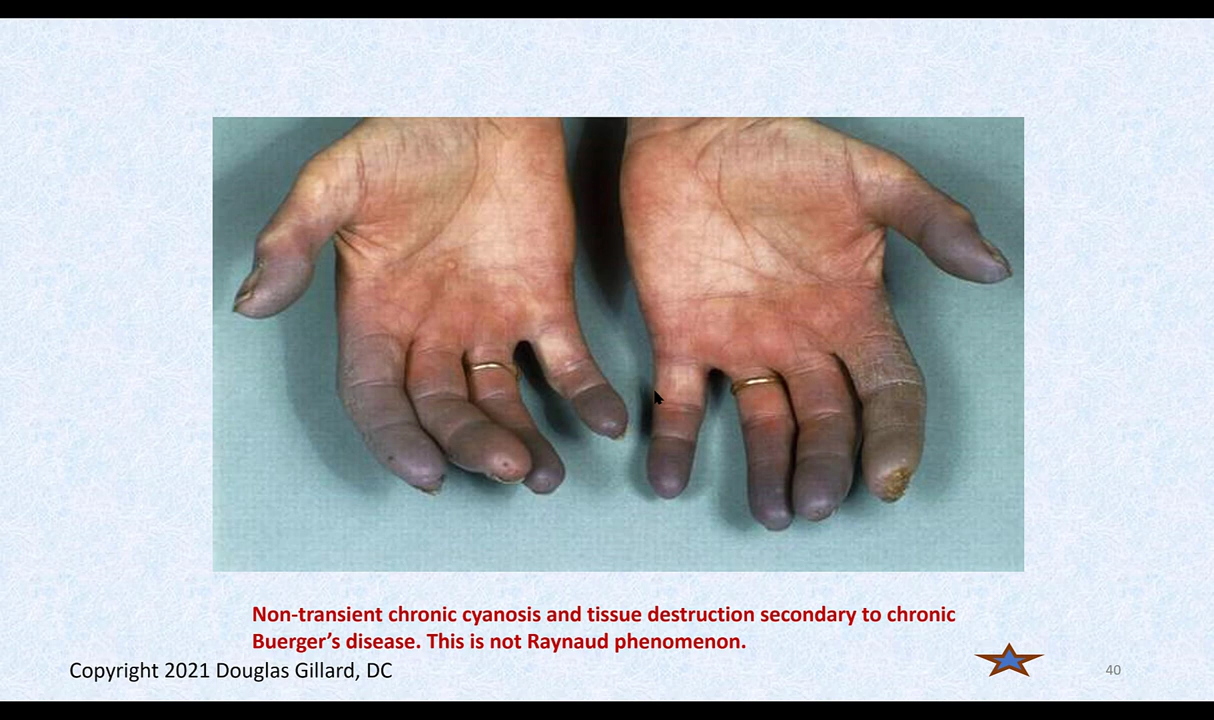 Non-transient chronic cyanosis and tissue destruction secondary to chronic
Buerger’s disease. This is not Raynaud phenomenon.
Copyright 2021 Douglas Gillard, DC
40